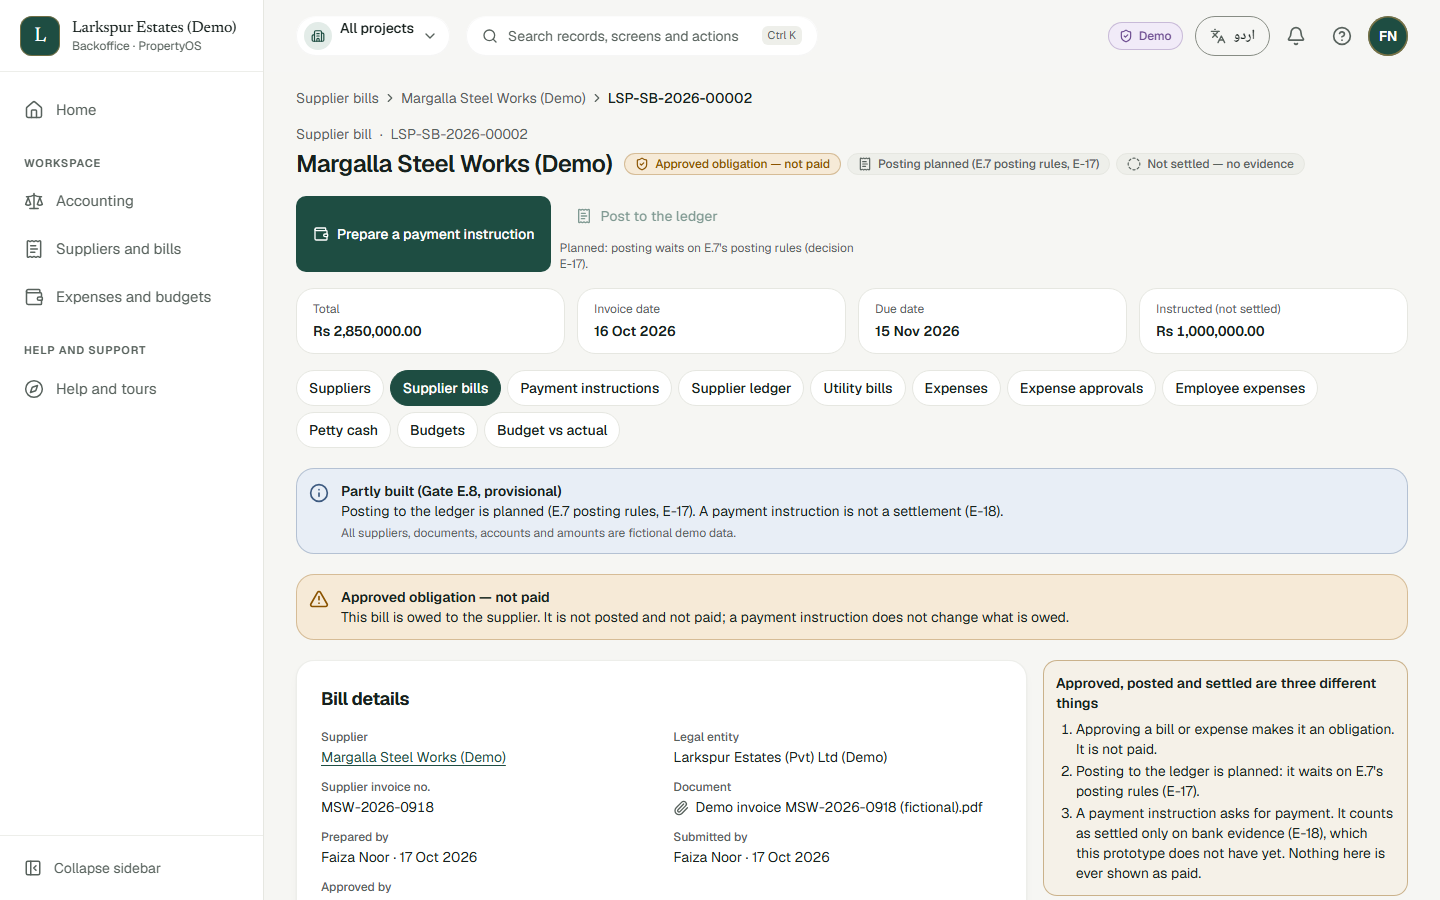 L
Larkspur Estates (Demo)
Backoffice · PropertyOS
All projects
Search records, screens and actions
Ctrl K
Demo
اردو
FN
Home
WORKSPACE
Accounting
Suppliers and bills
Expenses and budgets
HELP AND SUPPORT
Help and tours
Collapse sidebar
Supplier bills > Margalla Steel Works (Demo) > LSP-SB-2026-00002
Supplier bill · LSP-SB-2026-00002
Margalla Steel Works (Demo)
Approved obligation — not paid
Posting planned (E.7 posting rules, E-17)
Not settled — no evidence
Prepare a payment instruction
Post to the ledger
Planned: posting waits on E.7's posting rules (decision
E-17).
Total
Rs 2,850,000.00
Invoice date
16 Oct 2026
Due date
15 Nov 2026
Instructed (not settled)
Rs 1,000,000.00
Suppliers
Supplier bills
Payment instructions
Supplier ledger
Utility bills
Expenses
Expense approvals
Employee expenses
Petty cash
Budgets
Budget vs actual
Partly built (Gate E.8, provisional)
Posting to the ledger is planned (E.7 posting rules, E-17). A payment instruction is not a settlement (E-18).
All suppliers, documents, accounts and amounts are fictional demo data.
Approved obligation — not paid
This bill is owed to the supplier. It is not posted and not paid; a payment instruction does not change what is owed.
Bill details
Supplier
Margalla Steel Works (Demo)
Legal entity
Larkspur Estates (Pvt) Ltd (Demo)
Supplier invoice no.
MSW-2026-0918
Document
Demo invoice MSW-2026-0918 (fictional).pdf
Prepared by
Faiza Noor · 17 Oct 2026
Submitted by
Faiza Noor · 17 Oct 2026
Approved by
Approved, posted and settled are three different
things
1. Approving a bill or expense makes it an obligation.
It is not paid.
2. Posting to the ledger is planned: it waits on E.7's
posting rules (E-17).
3. A payment instruction asks for payment. It counts
as settled only on bank evidence (E-18), which
this prototype does not have yet. Nothing here is
ever shown as paid.